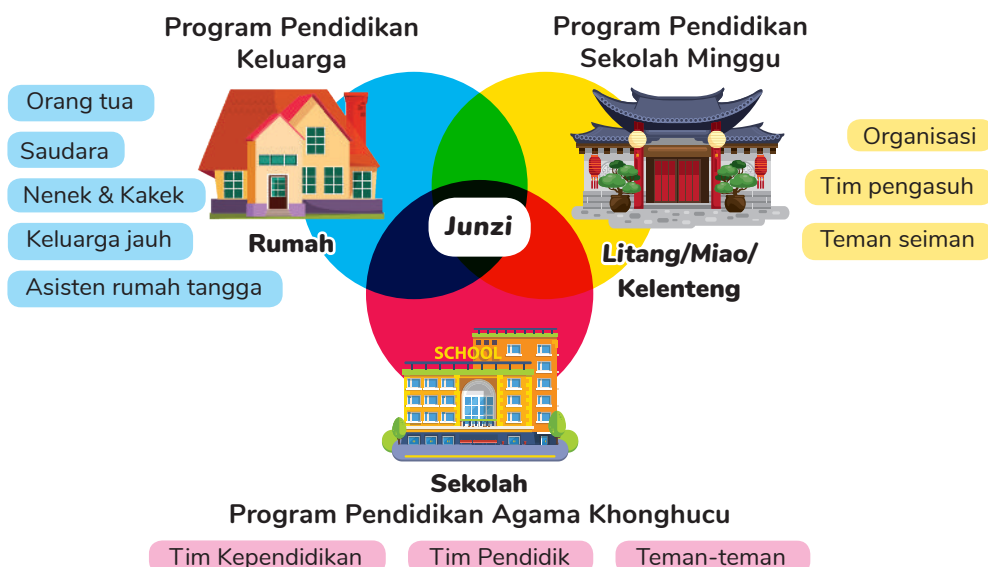 Program Pendidikan
Keluarga
Program Pendidikan
Sekolah Minggu
Orang tua
Saudara
Nenek & Kakek
Keluarga jauh
Asisten rumah tangga
Rumah
Junzi
Organisasi
Tim pengasuh
Teman seiman
Litang/Miao/
Kelenteng
SCHOOL
Sekolah
Program Pendidikan Agama Khonghucu
Tim Kependidikan
Tim Pendidik
Teman-teman